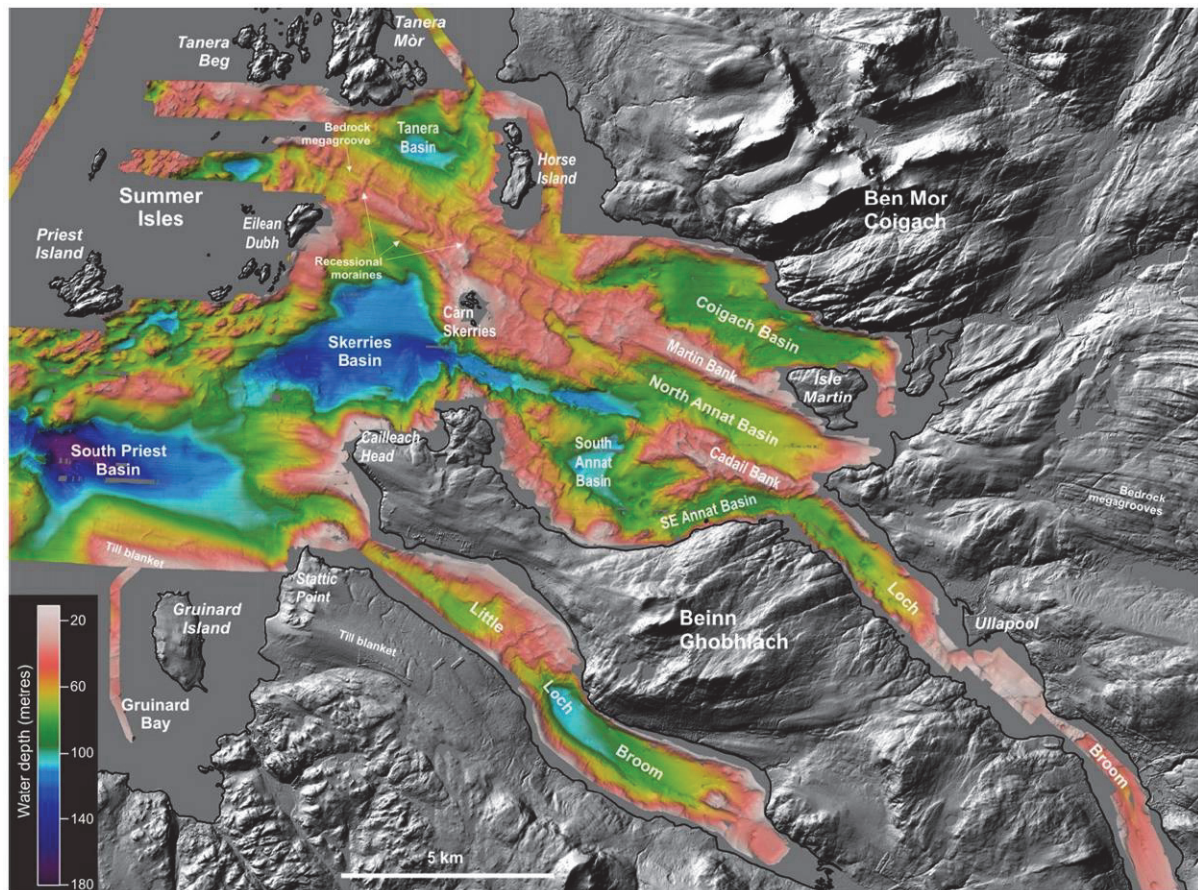 Tanera
Beg
Tanera
Mòr
Bedrock
megagroove
Tanera
Basin
Horse
Island
Summer
Isles
Ben Mor
Coigach
Priest
Island
Eilean
Dubh
Recessional
moraines
Carn
Skerries
Coigach Basin
Skerries
Basin
Martin Bank
Isle
Martin
North Annat Basin
South Priest
Basin
Cailleach
Head
South
Annat
Basin
Cadail Bank
SE Annat Basin
Bedrock
megagrooves
Till blanket
Stattic
Point
Loch
Gruinard
Island
Little
Beinn
Ghobhlach
Ullapool
Till blanket
Gruinard
Bay
Loch
Broom
Broom
Water depth (metres)
20
60
100
140
180
5 km